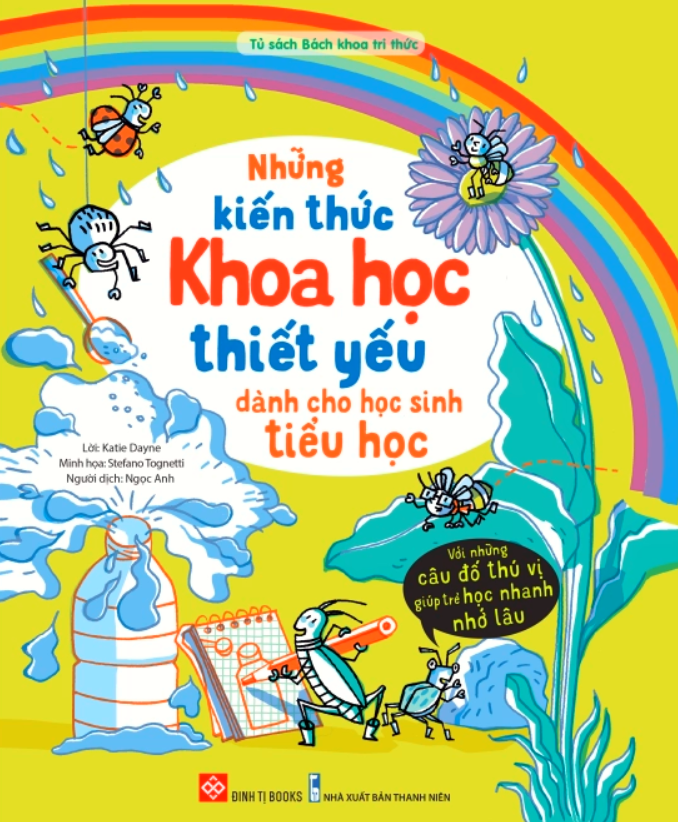 Tủ sách Bách khoa tri thức
Những
kiến thức
Khoa học
thiết yếu
dành cho học sinh
tiểu học
Lời: Katie Dayne
Minh họa: Stefano Tognetti
Người dịch: Ngọc Anh
Với những
câu đố thú vị
giúp trẻ học nhanh
nhớ lâu
ĐINH TỊ BOOKS
NHÀ XUẤT BẢN THANH NIÊN